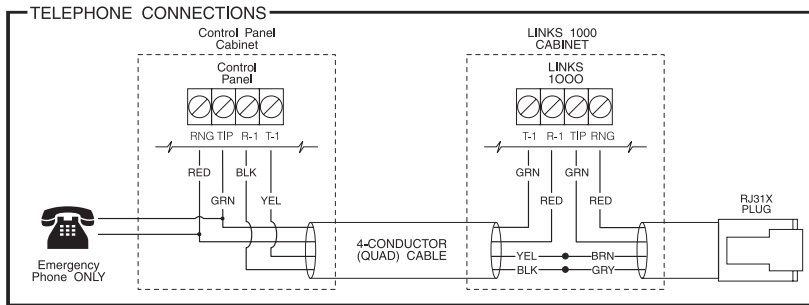 TELEPHONE CONNECTIONS
Control Panel
Cabinet
Control
Panel
RNG TIP R-1 T-1
RED
BLK
GRN
YEL
Emergency
Phone ONLY
4-CONDUCTOR
(QUAD) CABLE
LINKS 1000
CABINET
LINKS
1000
T-1 R-1 TIP RNG
GRN
GRN
RED
RED
YEL
BRN
BLK
GRY
RJ31X
PLUG